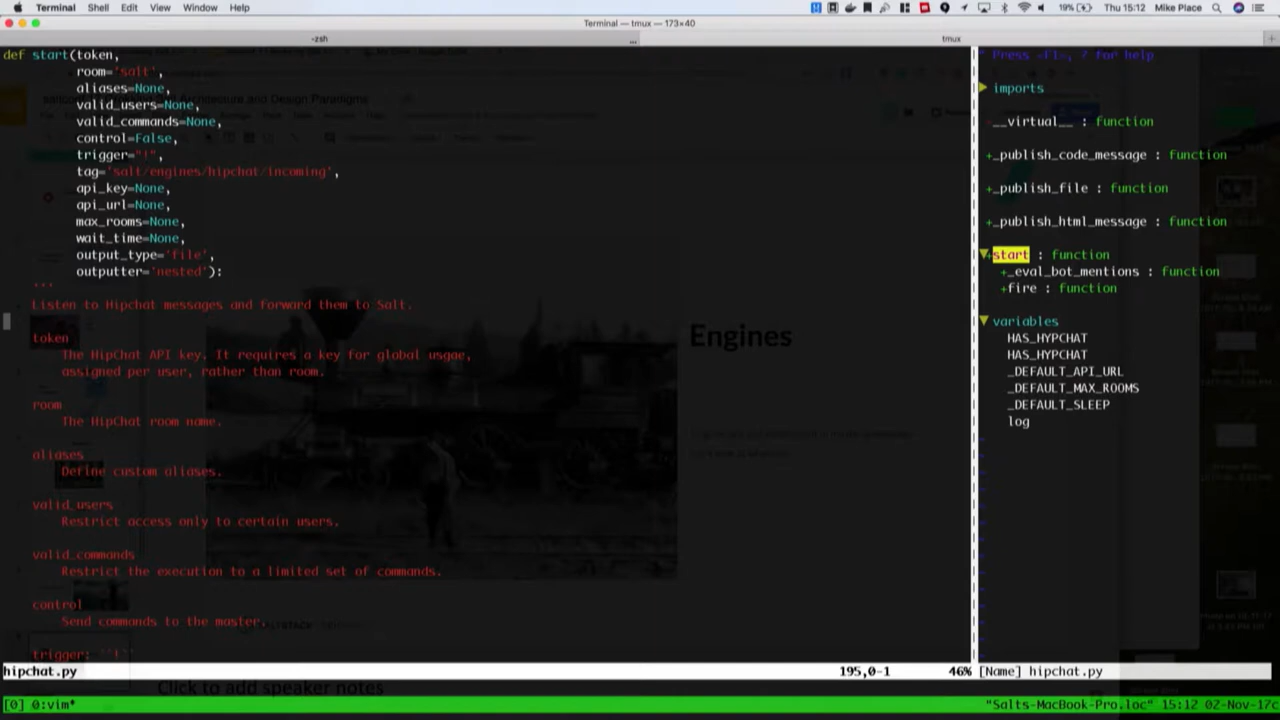 Terminal Shell Edit View Window Help 19% Thu 15:12 Mike Place
Terminal — tmux — 173×40
-zsh ... tmux
def start(token,
room='salt',
aliases=None,
valid_users=None,
valid_commands=None,
control=False,
trigger="!",
tag='salt/engines/hipchat/incoming',
api_key=None,
api_url=None,
max_rooms=None,
wait_time=None,
output_type='file',
outputter='nested'):
'''
Listen to Hipchat messages and forward them to Salt.
token
The HipChat API key. It requires a key for global usgae,
assigned per user, rather than room.
room
The HipChat room name.
aliases
Define custom aliases.
valid_users
Restrict access only to certain users.
valid_commands
Restrict the execution to a limited set of commands.
control
Send commands to the master.
trigger: ``!``
Engines
Click to add speaker notes
" Press <F1>, ? for help
imports
__virtual__ : function
+_publish_code_message : function
+_publish_file : function
+_publish_html_message : function
+start : function
+_eval_bot_mentions : function
+fire : function
variables
HAS_HYPCHAT
HAS_HYPCHAT
_DEFAULT_API_URL
_DEFAULT_MAX_ROOMS
_DEFAULT_SLEEP
log
hipchat.py 195,0-1 46% [Name] hipchat.py
[0] 0:vim* "Salts-MacBook-Pro.loc" 15:12 02-Nov-17